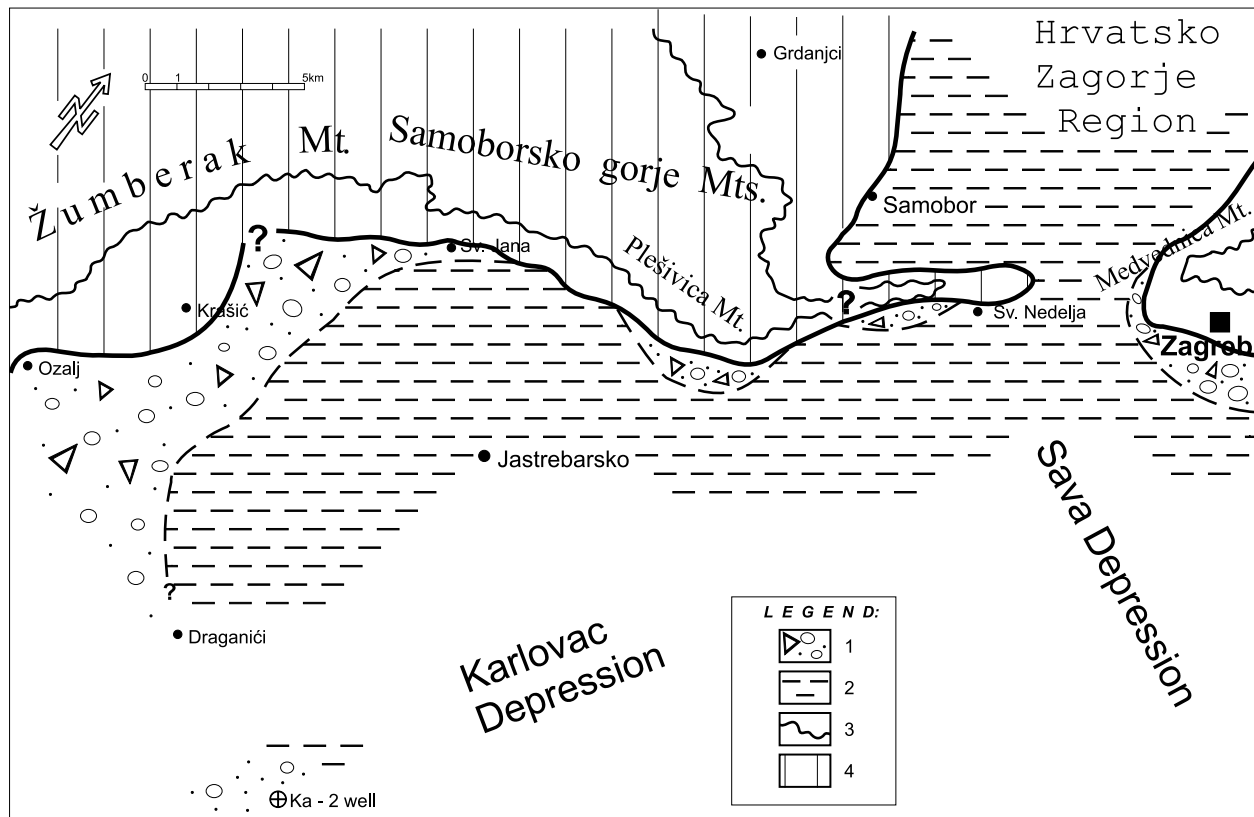 Hrvatsko
Zagorje
Region
Grdanjci
0 1 5km
N
Žumberak Mt. Samoborsko gorje Mts.
Samobor
?
Sv. Jana
Plešivica Mt.
Medvednica Mt.
Krašić
?
Sv. Nedelja
Zagreb
Ozalj
Jastrebarsko
Sava Depression
?
Draganići
Karlovac
Depression
LEGEND:
1
2
3
4
Ka - 2 well